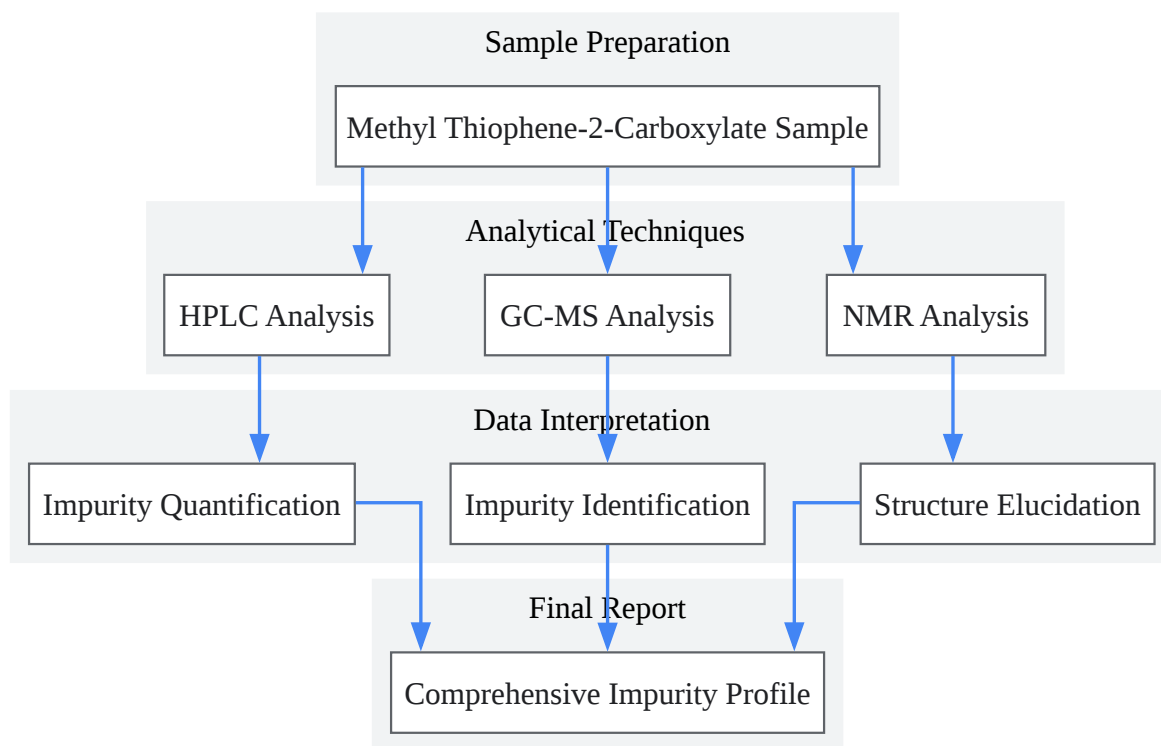 Sample Preparation
Methyl Thiophene-2-Carboxylate Sample
Analytical Techniques
HPLC Analysis
GC-MS Analysis
NMR Analysis
Data Interpretation
Impurity Quantification
Impurity Identification
Structure Elucidation
Final Report
Comprehensive Impurity Profile